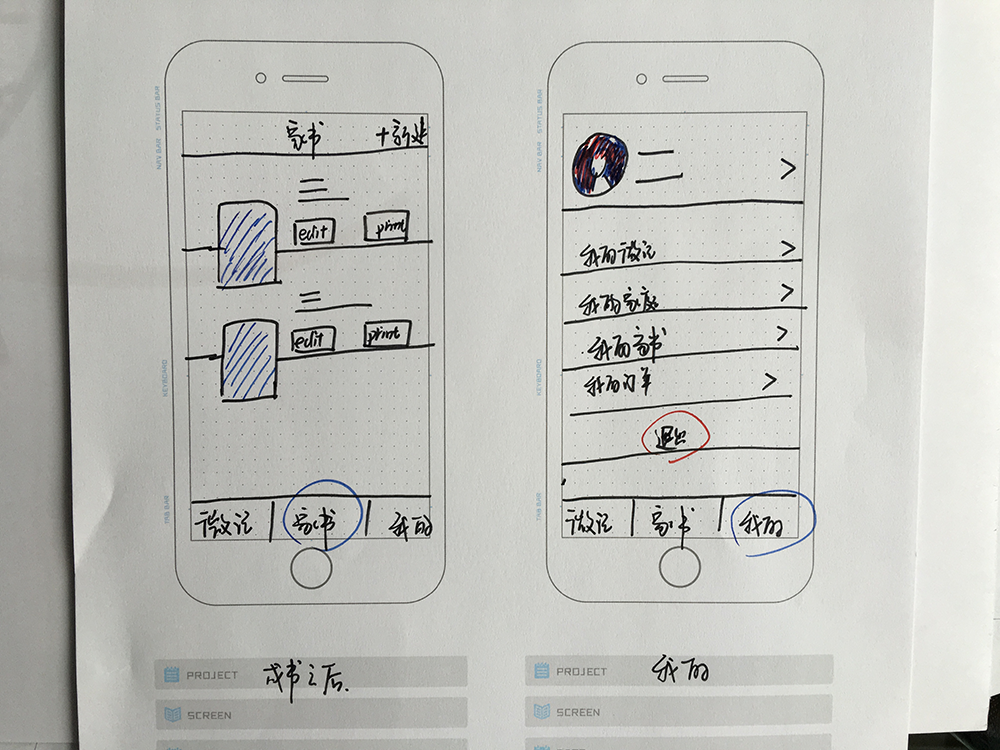 STATUS BAR
NAV BAR
家书 +新建
edit print
edit print
KEYBOARD
TAB BAR
微记 家书 我的
PROJECT 成书之后.
SCREEN
STATUS BAR
NAV BAR
我的微记
我的家庭
我的家书
我的订单
退出
KEYBOARD
TAB BAR
微记 家书 我的
PROJECT 我的
SCREEN